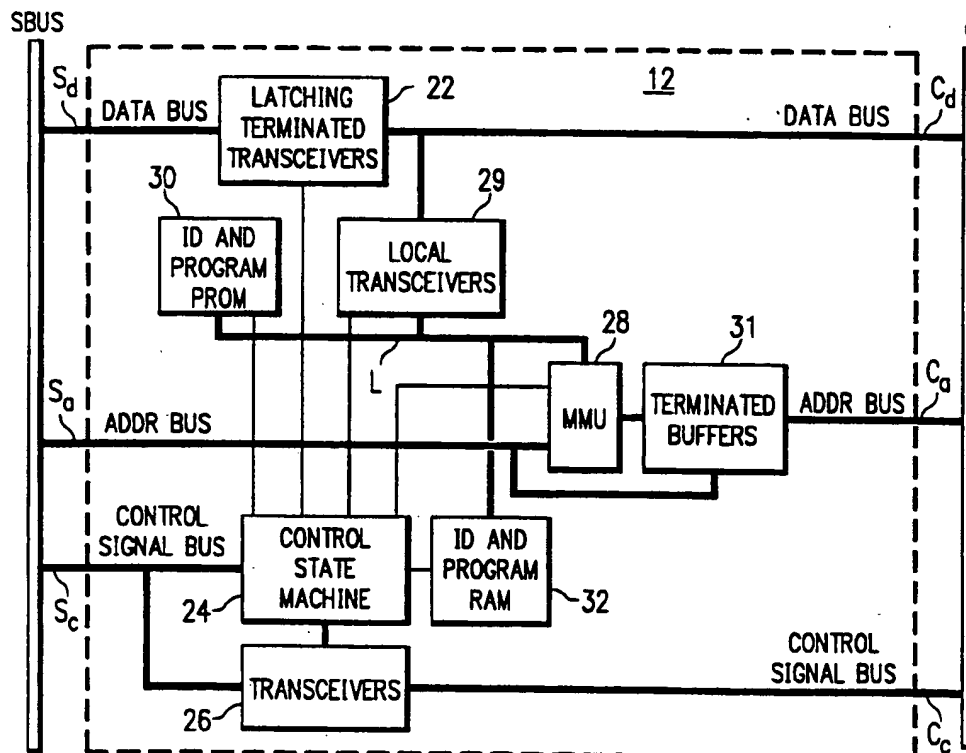 SBUS
Sd
DATA BUS
LATCHING
TERMINATED
TRANSCEIVERS
22
12
DATA BUS
Cd
30
ID AND
PROGRAM
PROM
29
LOCAL
TRANSCEIVERS
L
28
MMU
31
TERMINATED
BUFFERS
Sa
ADDR BUS
ADDR BUS
Ca
CONTROL
SIGNAL BUS
Sc
CONTROL
STATE
MACHINE
24
ID AND
PROGRAM
RAM
32
TRANSCEIVERS
26
CONTROL
SIGNAL BUS
Cc